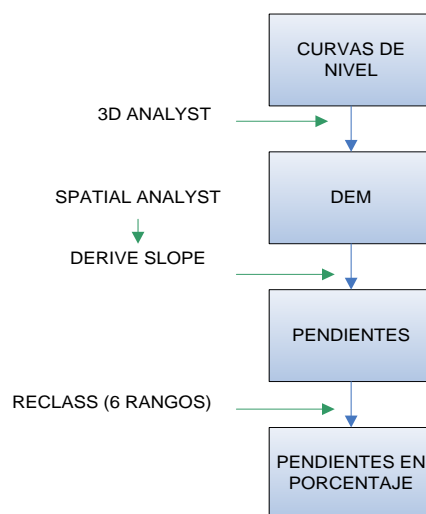 CURVAS DE
NIVEL
3D ANALYST
SPATIAL ANALYST
DEM
DERIVE SLOPE
PENDIENTES
RECLASS (6 RANGOS)
PENDIENTES EN
PORCENTAJE